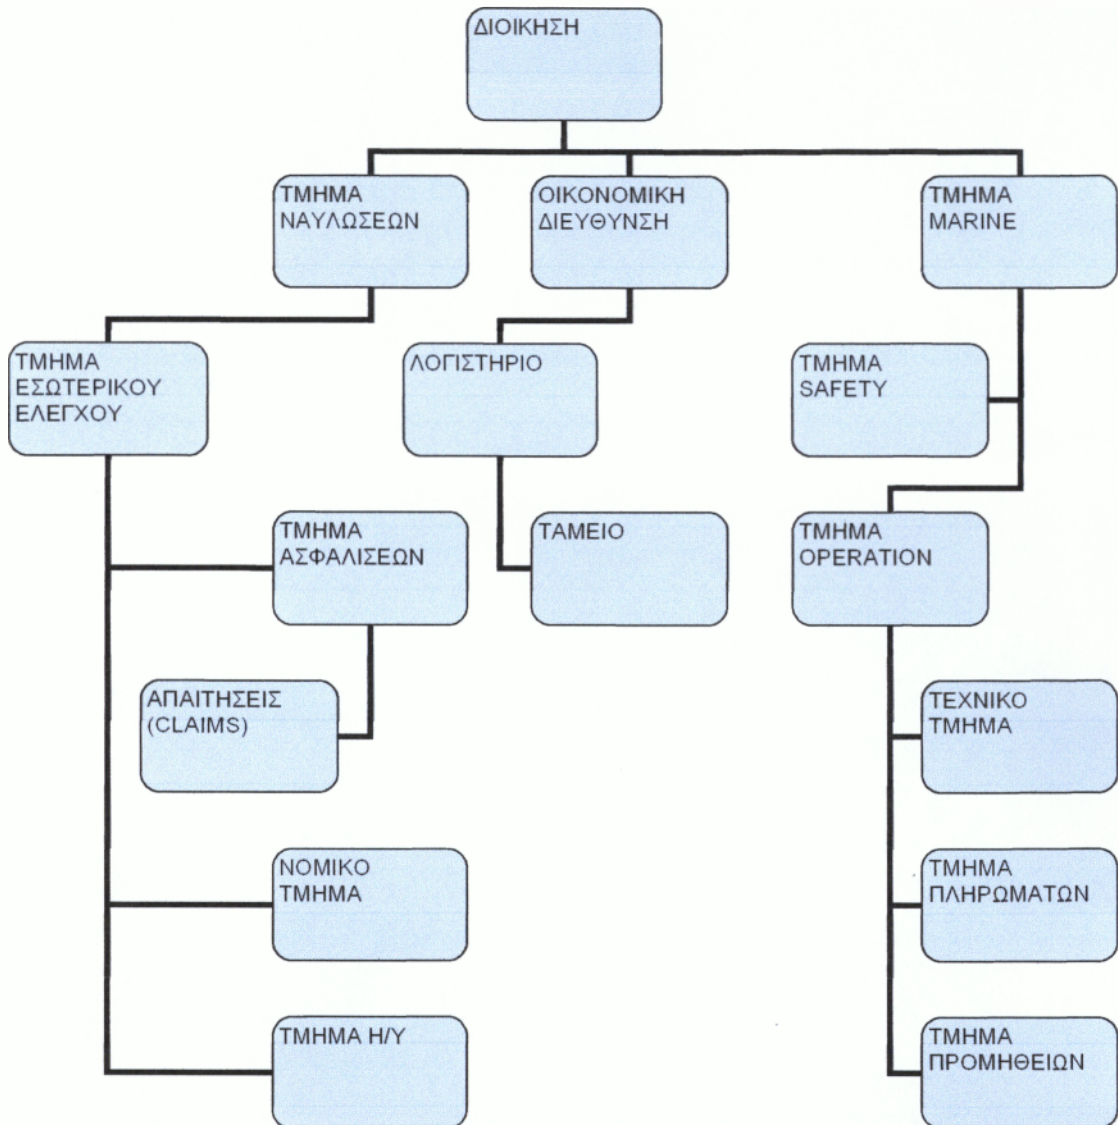 ΔΙΟΙΚΗΣΗ
ΤΜΗΜΑ
ΝΑΥΛΩΣΕΩΝ
ΟΙΚΟΝΟΜΙΚΗ
ΔΙΕΥΘΥΝΣΗ
ΤΜΗΜΑ
MARINE
ΤΜΗΜΑ
ΕΣΩΤΕΡΙΚΟΥ
ΕΛΕΓΧΟΥ
ΛΟΓΙΣΤΗΡΙΟ
ΤΜΗΜΑ
SAFETY
ΤΜΗΜΑ
ΑΣΦΑΛΙΣΕΩΝ
ΤΑΜΕΙΟ
ΤΜΗΜΑ
OPERATION
ΑΠΑΙΤΗΣΕΙΣ
(CLAIMS)
ΤΕΧΝΙΚΟ
ΤΜΗΜΑ
ΝΟΜΙΚΟ
ΤΜΗΜΑ
ΤΜΗΜΑ
ΠΛΗΡΩΜΑΤΩΝ
ΤΜΗΜΑ Η/Υ
ΤΜΗΜΑ
ΠΡΟΜΗΘΕΙΩΝ